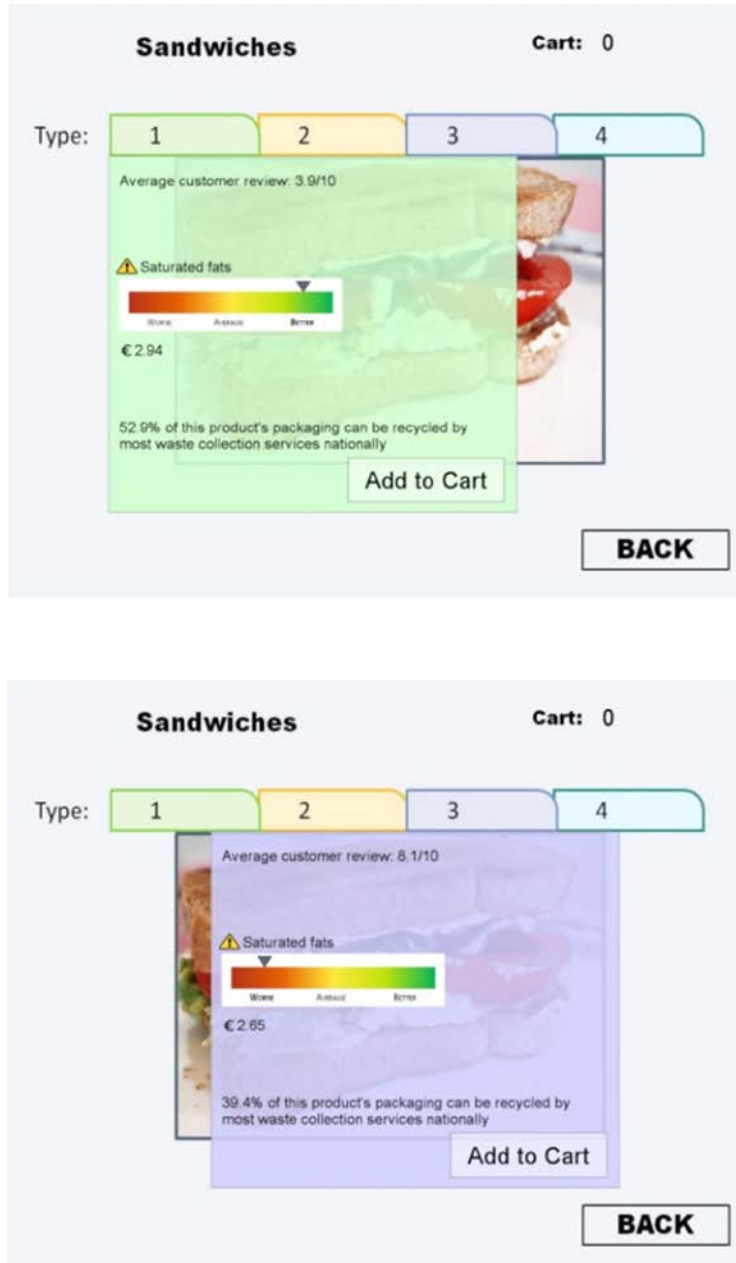 Sandwiches Cart: 0
Type: 1 2 3 4
Average customer review: 3.9/10
Saturated fats
WORSE AVERAGE BETTER
€2.94
52.9% of this product's packaging can be recycled by
most waste collection services nationally
Add to Cart
BACK
Sandwiches Cart: 0
Type: 1 2 3 4
Average customer review: 8.1/10
Saturated fats
WORSE AVERAGE BETTER
€2.65
39.4% of this product's packaging can be recycled by
most waste collection services nationally
Add to Cart
BACK